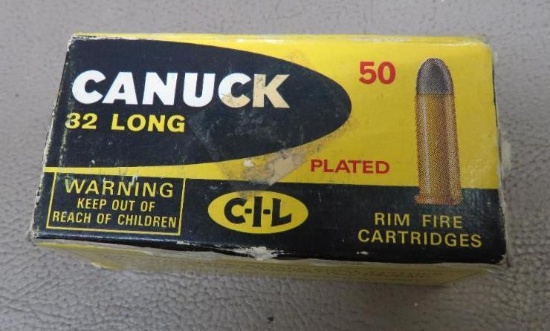 CANUCK
32 LONG
50
PLATED
WARNING
KEEP OUT OF
REACH OF CHILDREN
C-I-L
RIM FIRE
CARTRIDGES